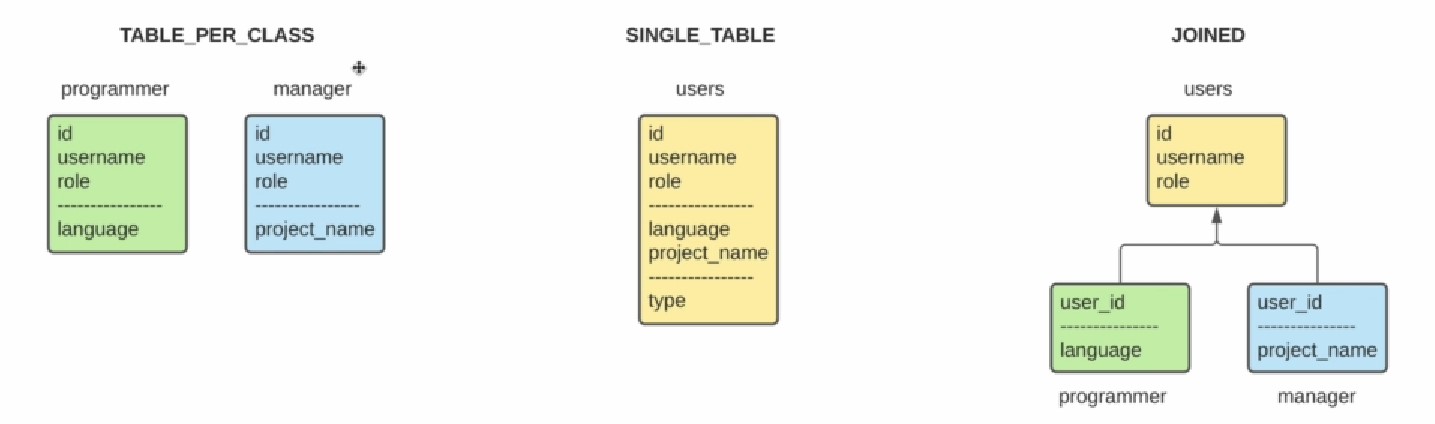 TABLE_PER_CLASS
programmer
id
username
role
----------------
language
manager
id
username
role
----------------
project_name
SINGLE_TABLE
users
id
username
role
----------------
language
project_name
----------------
type
JOINED
users
id
username
role
user_id
---------------
language
programmer
user_id
---------------
project_name
manager